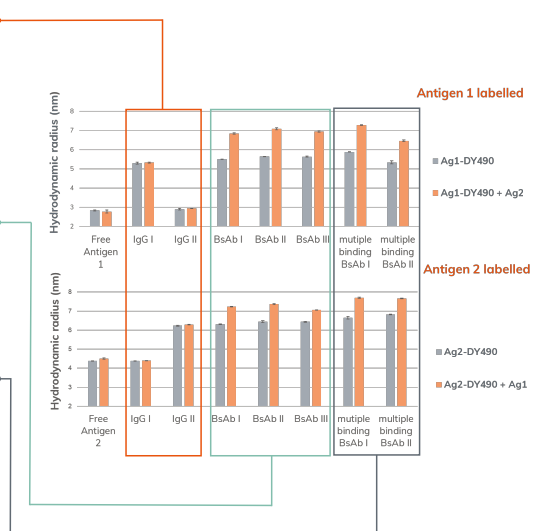 Antigen 1 labelled
Hydrodynamic radius (nm)
8
7
6
5
4
3
2
Ag1-DY490
Ag1-DY490 + Ag2
Free Antigen 1
IgG I
IgG II
BsAb I
BsAb II
BsAb III
mutiple binding BsAb I
multiple binding BsAb II
Antigen 2 labelled
Hydrodynamic radius (nm)
8
7
6
5
4
3
2
Ag2-DY490
Ag2-DY490 + Ag1
Free Antigen 2
IgG I
IgG II
BsAb I
BsAb II
BsAb III
mutiple binding BsAb I
multiple binding BsAb II